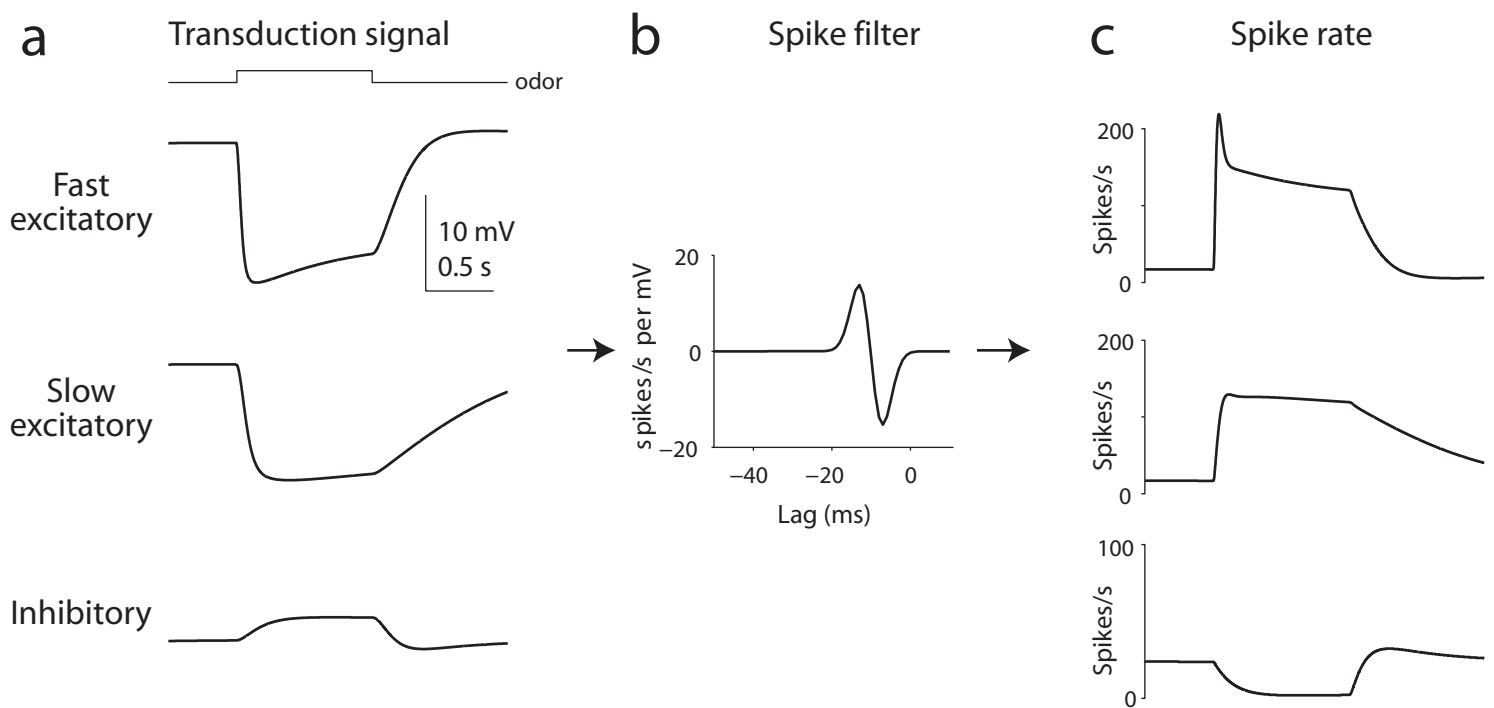 a
Transduction signal
odor
Fast
excitatory
10 mV
0.5 s
Slow
excitatory
Inhibitory
b
Spike filter
spikes/s per mV
20
0
−20
−40
−20
0
Lag (ms)
c
Spike rate
Spikes/s
200
0
Spikes/s
200
0
Spikes/s
100
0